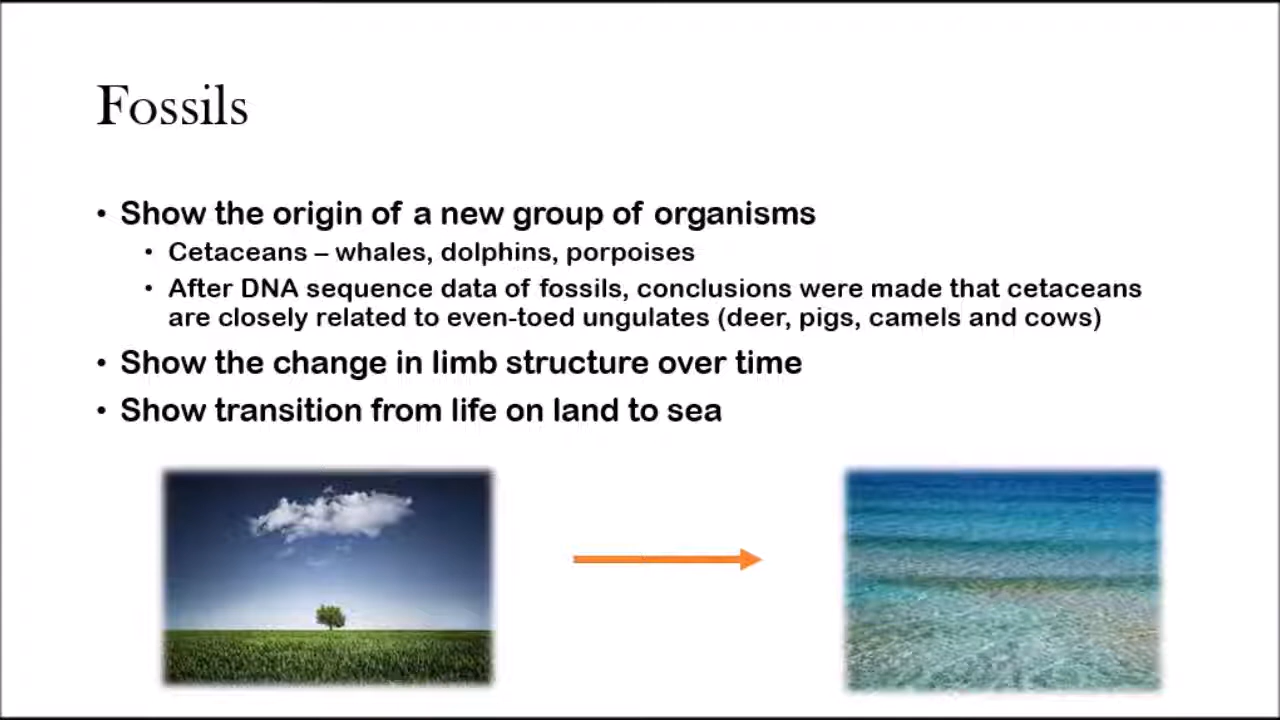 Fossils
• Show the origin of a new group of organisms
• Cetaceans – whales, dolphins, porpoises
• After DNA sequence data of fossils, conclusions were made that cetaceans
are closely related to even-toed ungulates (deer, pigs, camels and cows)
• Show the change in limb structure over time
• Show transition from life on land to sea